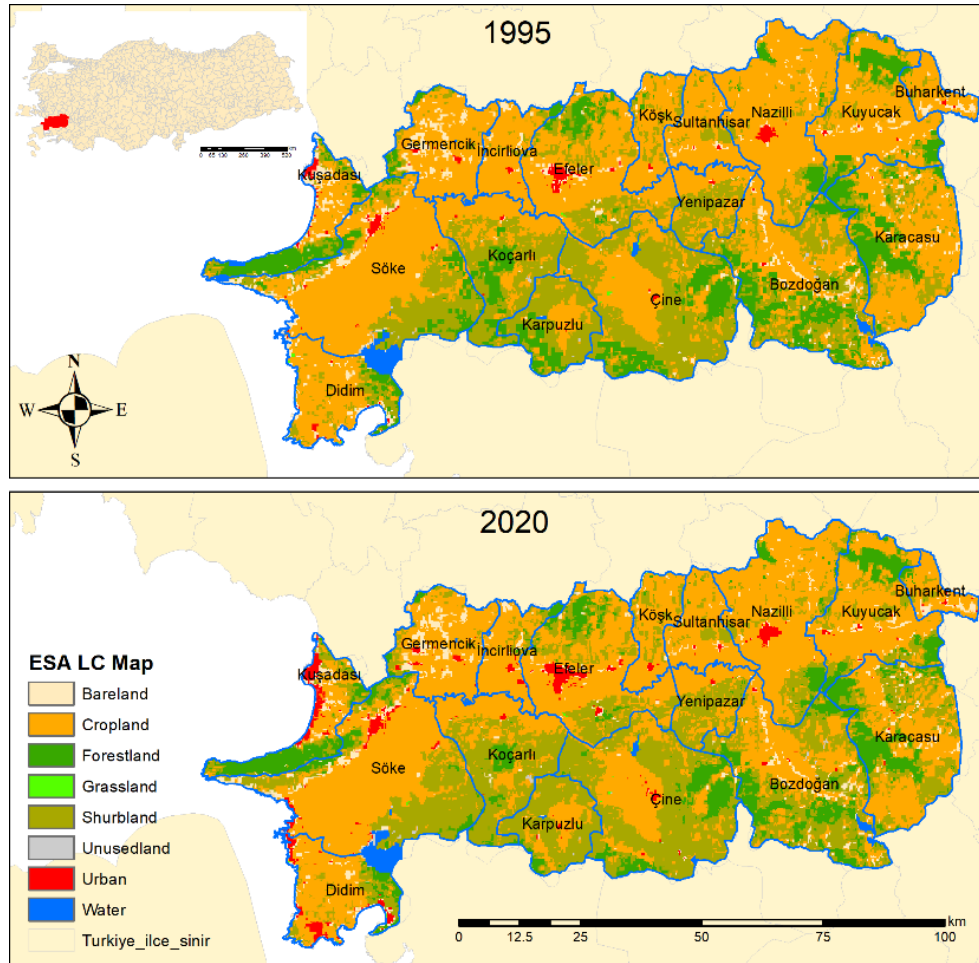 1995
Buharkent
Köşk
Nazilli
Sultanhisar
Kuyucak
Germencik
İncirliova
Efeler
Kuşadası
Yenipazar
Karacasu
Koçarlı
Söke
Bozdoğan
Çine
Karpuzlu
Didim
N
W E
S
2020
Buharkent
Köşk
Nazilli
Sultanhisar
Kuyucak
Germencik
İncirliova
Efeler
Kuşadası
Yenipazar
Karacasu
Koçarlı
Söke
Bozdoğan
Çine
Karpuzlu
Didim
ESA LC Map
Bareland
Cropland
Forestland
Grassland
Shurbland
Unusedland
Urban
Water
Turkiye_ilce_sinir
km
0 12.5 25 50 75 100